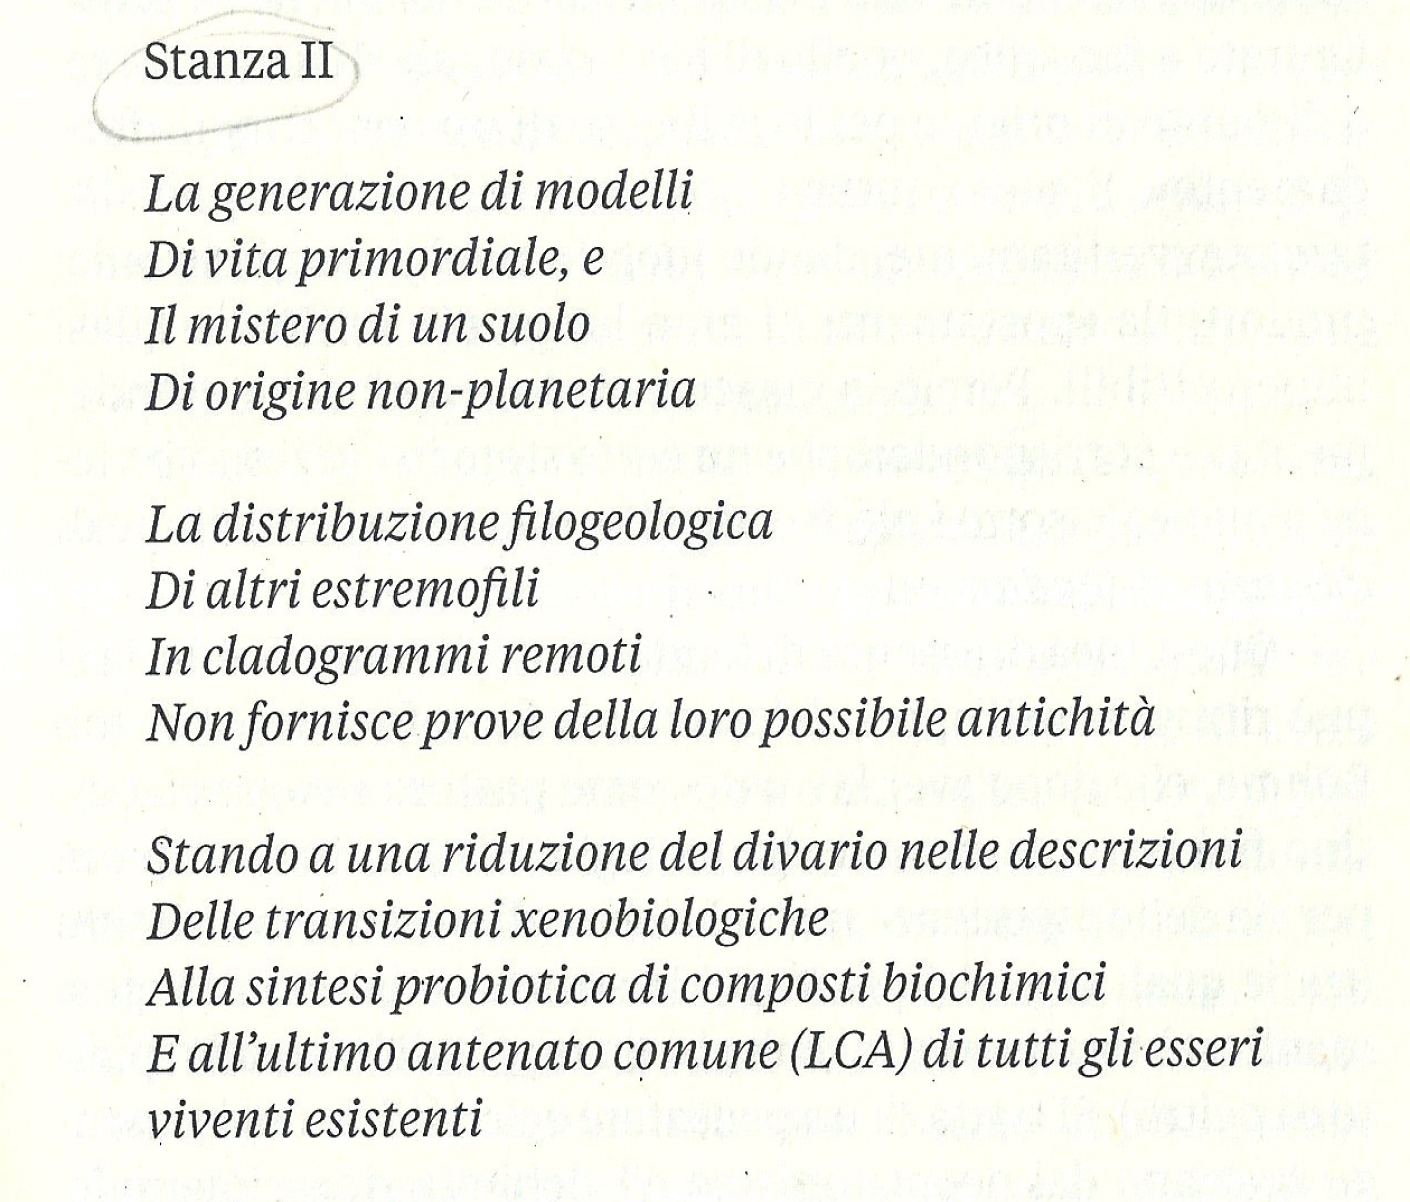 Stanza II
La generazione di modelli
Di vita primordiale, e
Il mistero di un suolo
Di origine non-planetaria
La distribuzione filogeologica
Di altri estremofili
In cladogrammi remoti
Non fornisce prove della loro possibile antichità
Stando a una riduzione del divario nelle descrizioni
Delle transizioni xenobiologiche
Alla sintesi probiotica di composti biochimici
E all’ultimo antenato comune (LCA) di tutti gli esseri
viventi esistenti